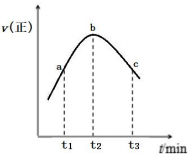 v(正)
b
a
c
t₁ t₂ t₃ t/min